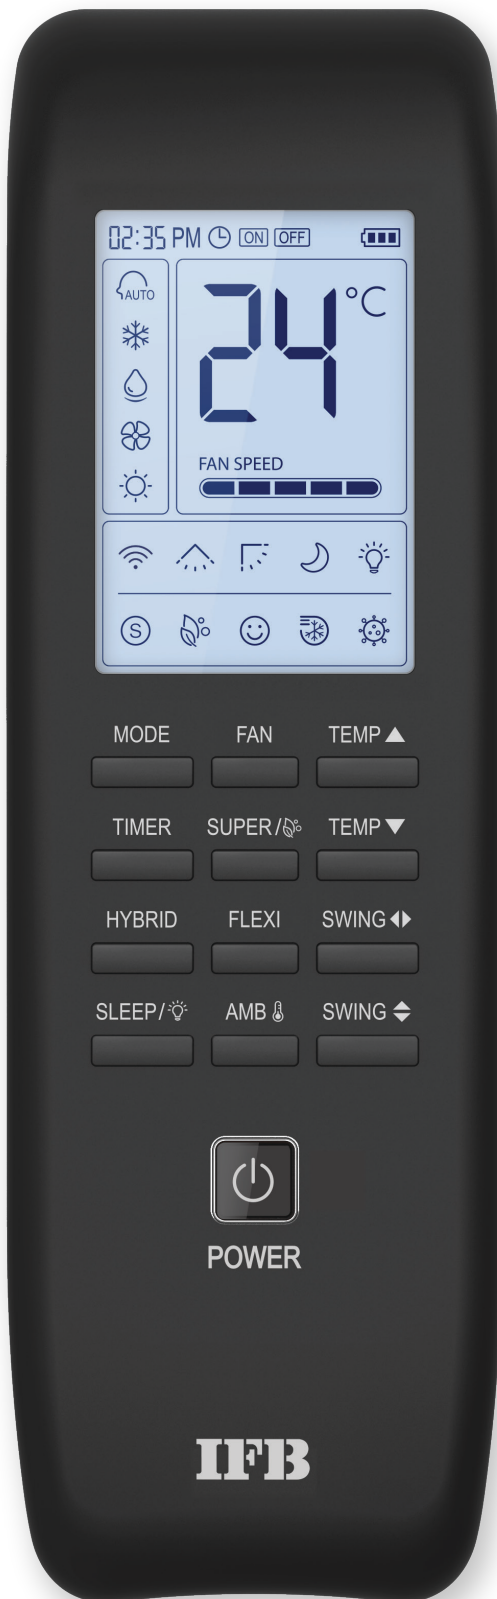 02:35 PM ON OFF
AUTO
24 °C
FAN SPEED
S
MODE FAN TEMP ▲
TIMER SUPER/ TEMP ▼
HYBRID FLEXI SWING ◀▶
SLEEP/ AMB SWING ▲▼
POWER
IFB